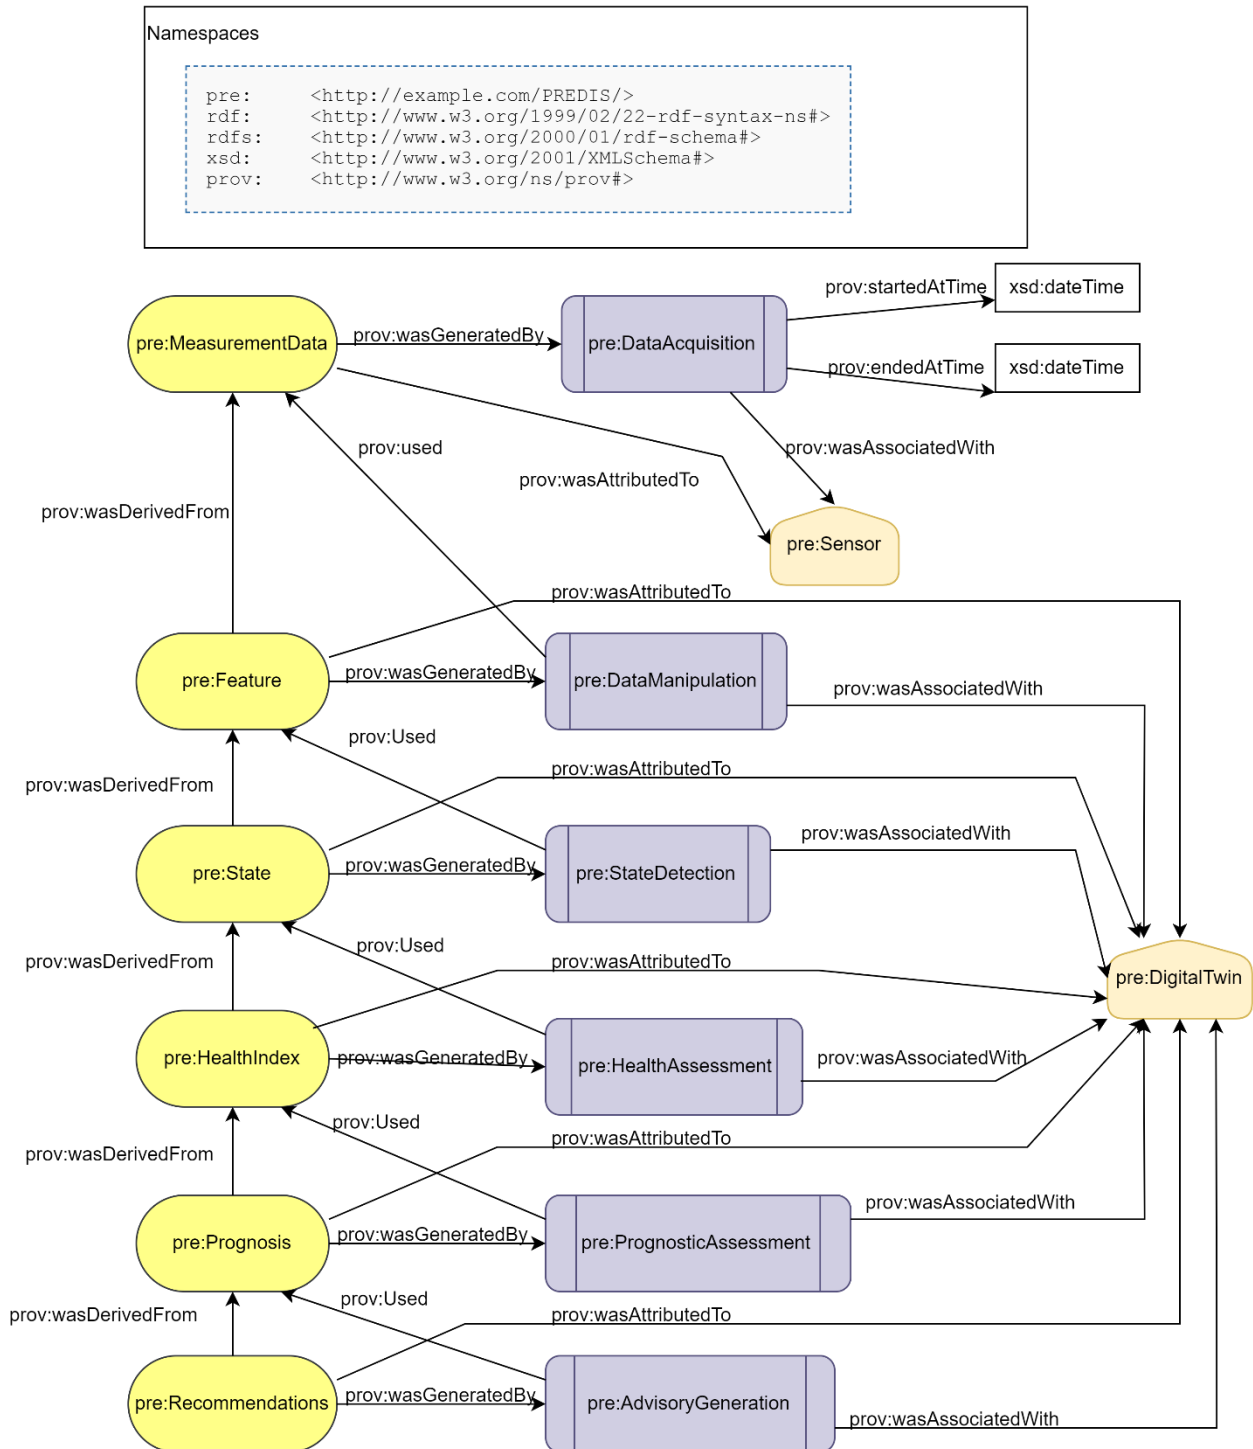 Namespaces
pre: <http://example.com/PREDIS/>
rdf: <http://www.w3.org/1999/02/22-rdf-syntax-ns#>
rdfs: <http://www.w3.org/2000/01/rdf-schema#>
xsd: <http://www.w3.org/2001/XMLSchema#>
prov: <http://www.w3.org/ns/prov#>
prov:startedAtTime
xsd:dateTime
pre:MeasurementData
prov:wasGeneratedBy
pre:DataAcquisition
prov:endedAtTime
xsd:dateTime
prov:used
prov:wasAssociatedWith
prov:wasAttributedTo
prov:wasDerivedFrom
pre:Sensor
prov:wasAttributedTo
pre:Feature
prov:wasGeneratedBy
pre:DataManipulation
prov:wasAssociatedWith
prov:Used
prov:wasAttributedTo
prov:wasDerivedFrom
prov:wasAssociatedWith
pre:State
prov:wasGeneratedBy
pre:StateDetection
prov:Used
prov:wasDerivedFrom
prov:wasAttributedTo
pre:DigitalTwin
pre:HealthIndex
prov:wasGeneratedBy
pre:HealthAssessment
prov:wasAssociatedWith
prov:Used
prov:wasAttributedTo
prov:wasDerivedFrom
prov:wasAssociatedWith
pre:Prognosis
prov:wasGeneratedBy
pre:PrognosticAssessment
prov:Used
prov:wasDerivedFrom
prov:wasAttributedTo
pre:Recommendations
prov:wasGeneratedBy
pre:AdvisoryGeneration
prov:wasAssociatedWith